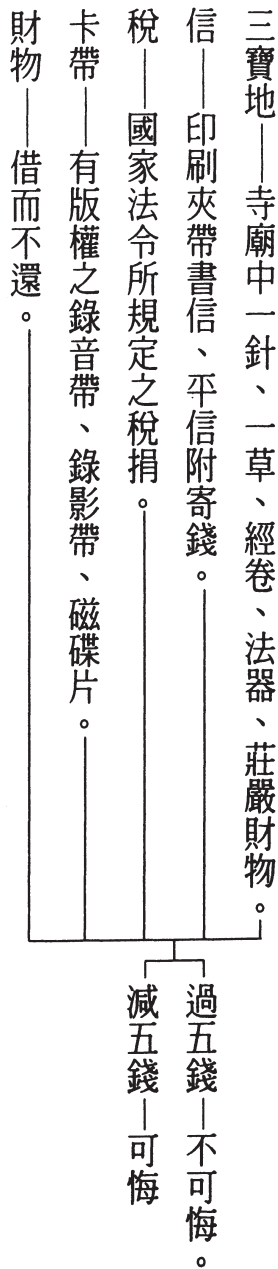 三寶地——寺廟中一針、一草、經卷、法器、莊嚴財物。
信——印刷夾帶書信、平信附寄錢。
稅——國家法令所規定之稅捐。
卡帶——有版權之錄音帶、錄影帶、磁碟片。
財物——借而不還。
過五錢—不可悔。
減五錢—可悔